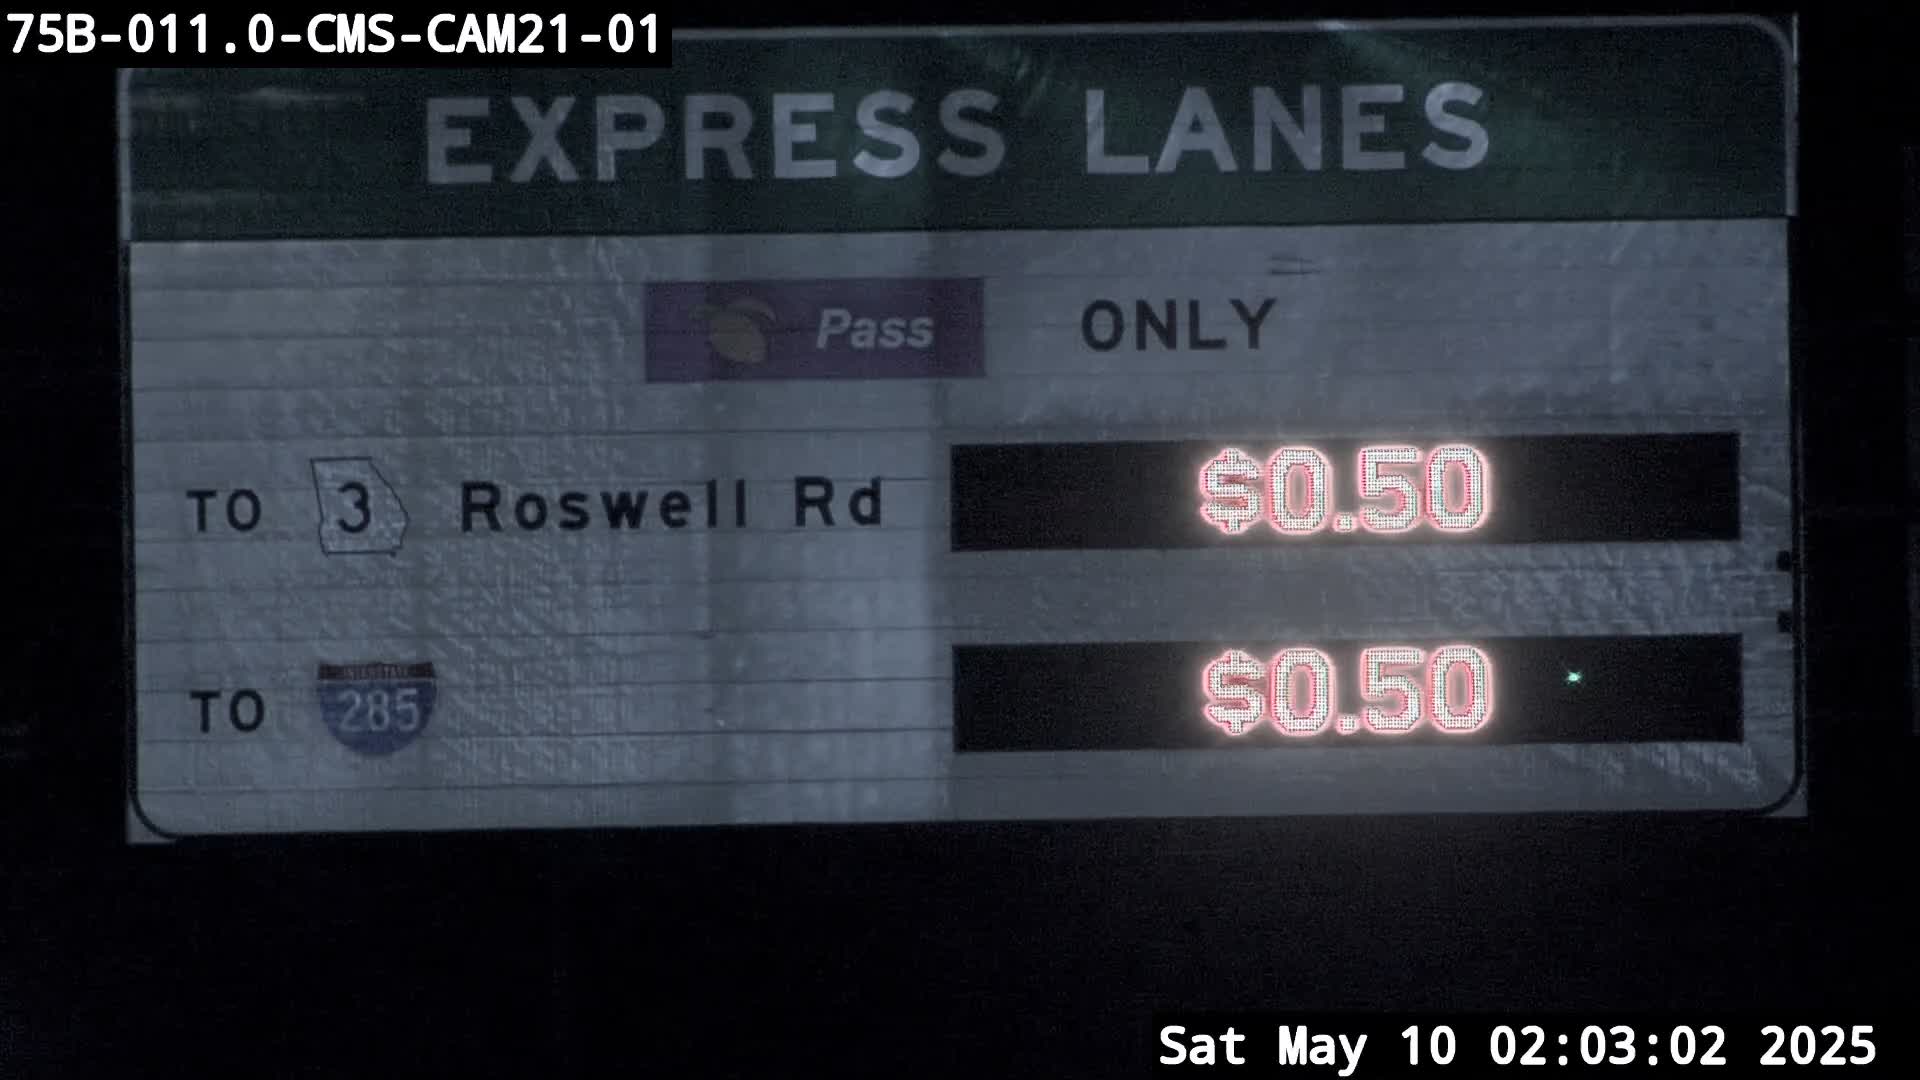 75B-011.0-CMS-CAM21-01
EXPRESS LANES
Pass ONLY
TO 3 Roswell Rd $0.50
INTERSTATE
TO 285 $0.50
Sat May 10 02:03:02 2025